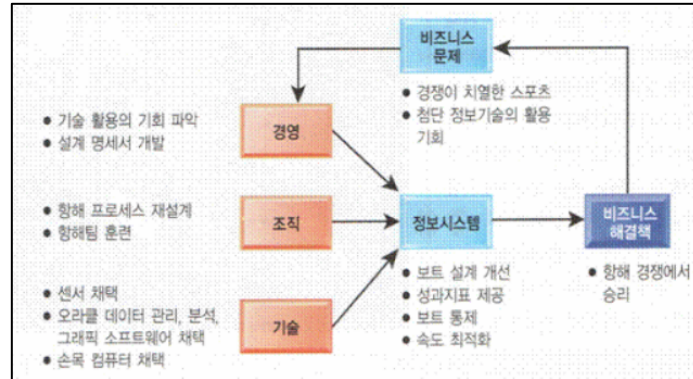 비즈니스
문제
• 경쟁이 치열한 스포츠
• 첨단 정보기술의 활용
기회
• 기술 활용의 기회 파악
• 설계 명세서 개발
경영
• 항해 프로세스 재설계
• 항해팀 훈련
조직
정보시스템
비즈니스
해결책
• 보트 설계 개선
• 성과지표 제공
• 보트 통제
• 속도 최적화
• 항해 경쟁에서
승리
• 센서 채택
• 오라클 데이터 관리, 분석,
그래픽 소프트웨어 채택
• 손목 컴퓨터 채택
기술